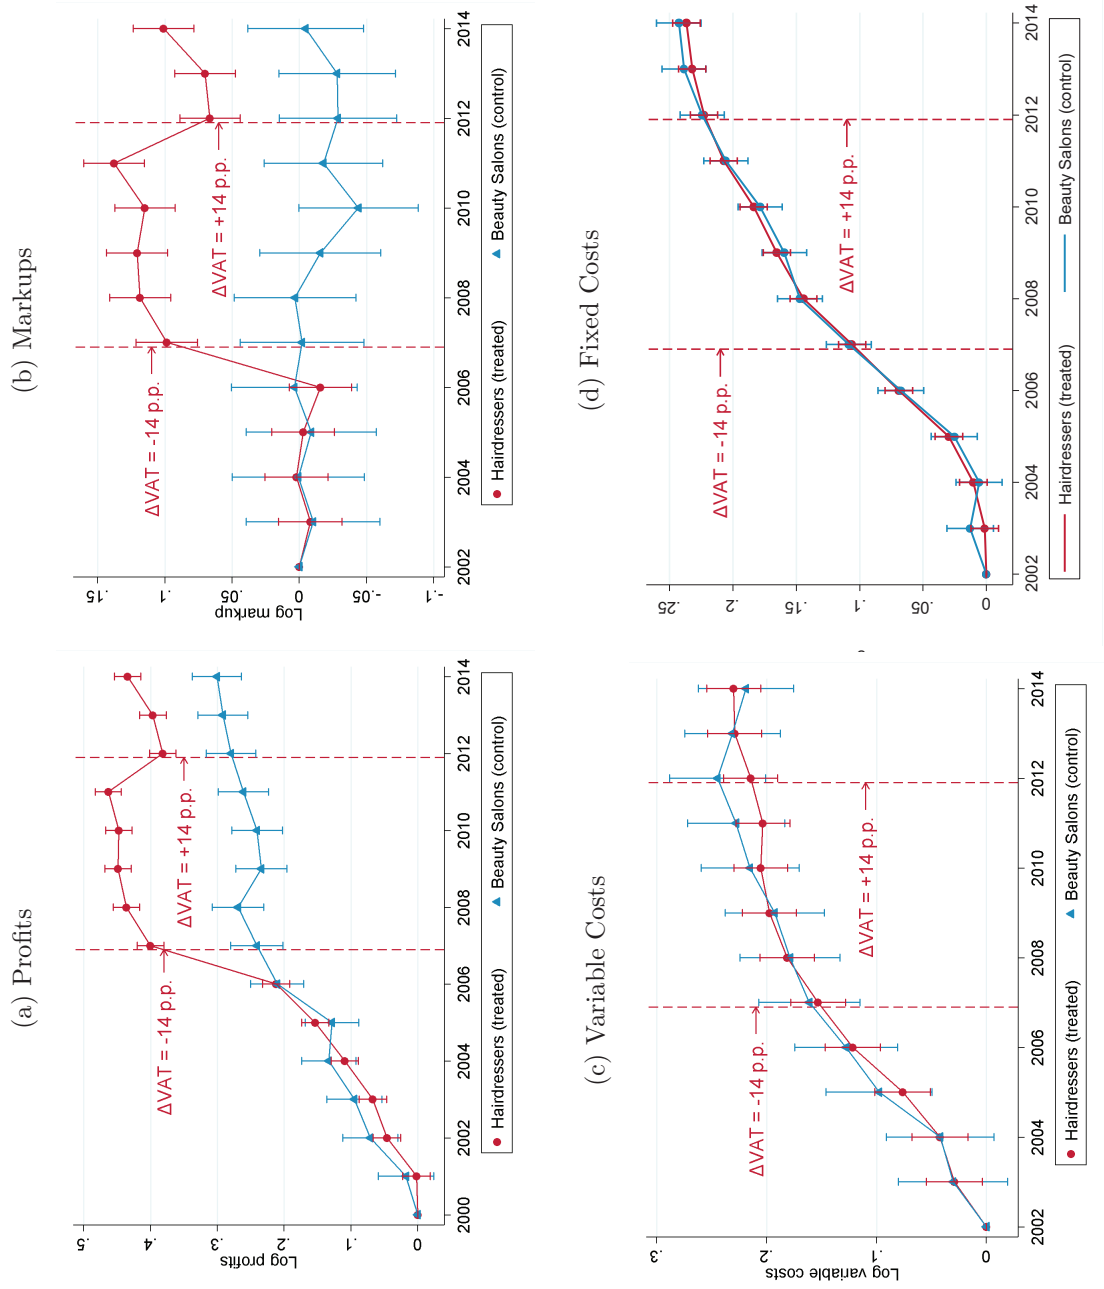 (a) Profits
Log profits
.5
.4
.3
.2
.1
0
ΔVAT = -14 p.p.
ΔVAT = +14 p.p.
2000 2002 2004 2006 2008 2010 2012 2014
Hairdressers (treated) Beauty Salons (control)
(b) Markups
Log markup
.15
.1
.05
0
-.05
-.1
ΔVAT = -14 p.p.
ΔVAT = +14 p.p.
2002 2004 2006 2008 2010 2012 2014
Hairdressers (treated) Beauty Salons (control)
(c) Variable Costs
Log variable costs
.3
.2
.1
0
ΔVAT = -14 p.p.
ΔVAT = +14 p.p.
2002 2004 2006 2008 2010 2012 2014
Hairdressers (treated) Beauty Salons (control)
(d) Fixed Costs
.25
.2
.15
.1
.05
0
ΔVAT = -14 p.p.
ΔVAT = +14 p.p.
2002 2004 2006 2008 2010 2012 2014
Hairdressers (treated) Beauty Salons (control)